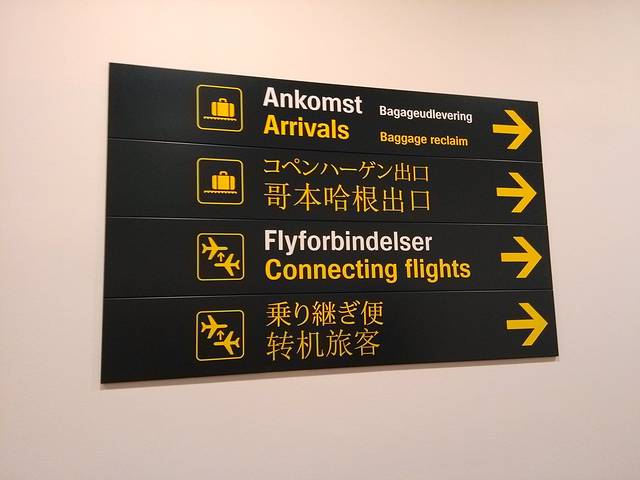 Ankomst Bagageudlevering
Arrivals Baggage reclaim
コペンハーゲン出口
哥本哈根出口
Flyforbindelser
Connecting flights
乗り継ぎ便
转机旅客